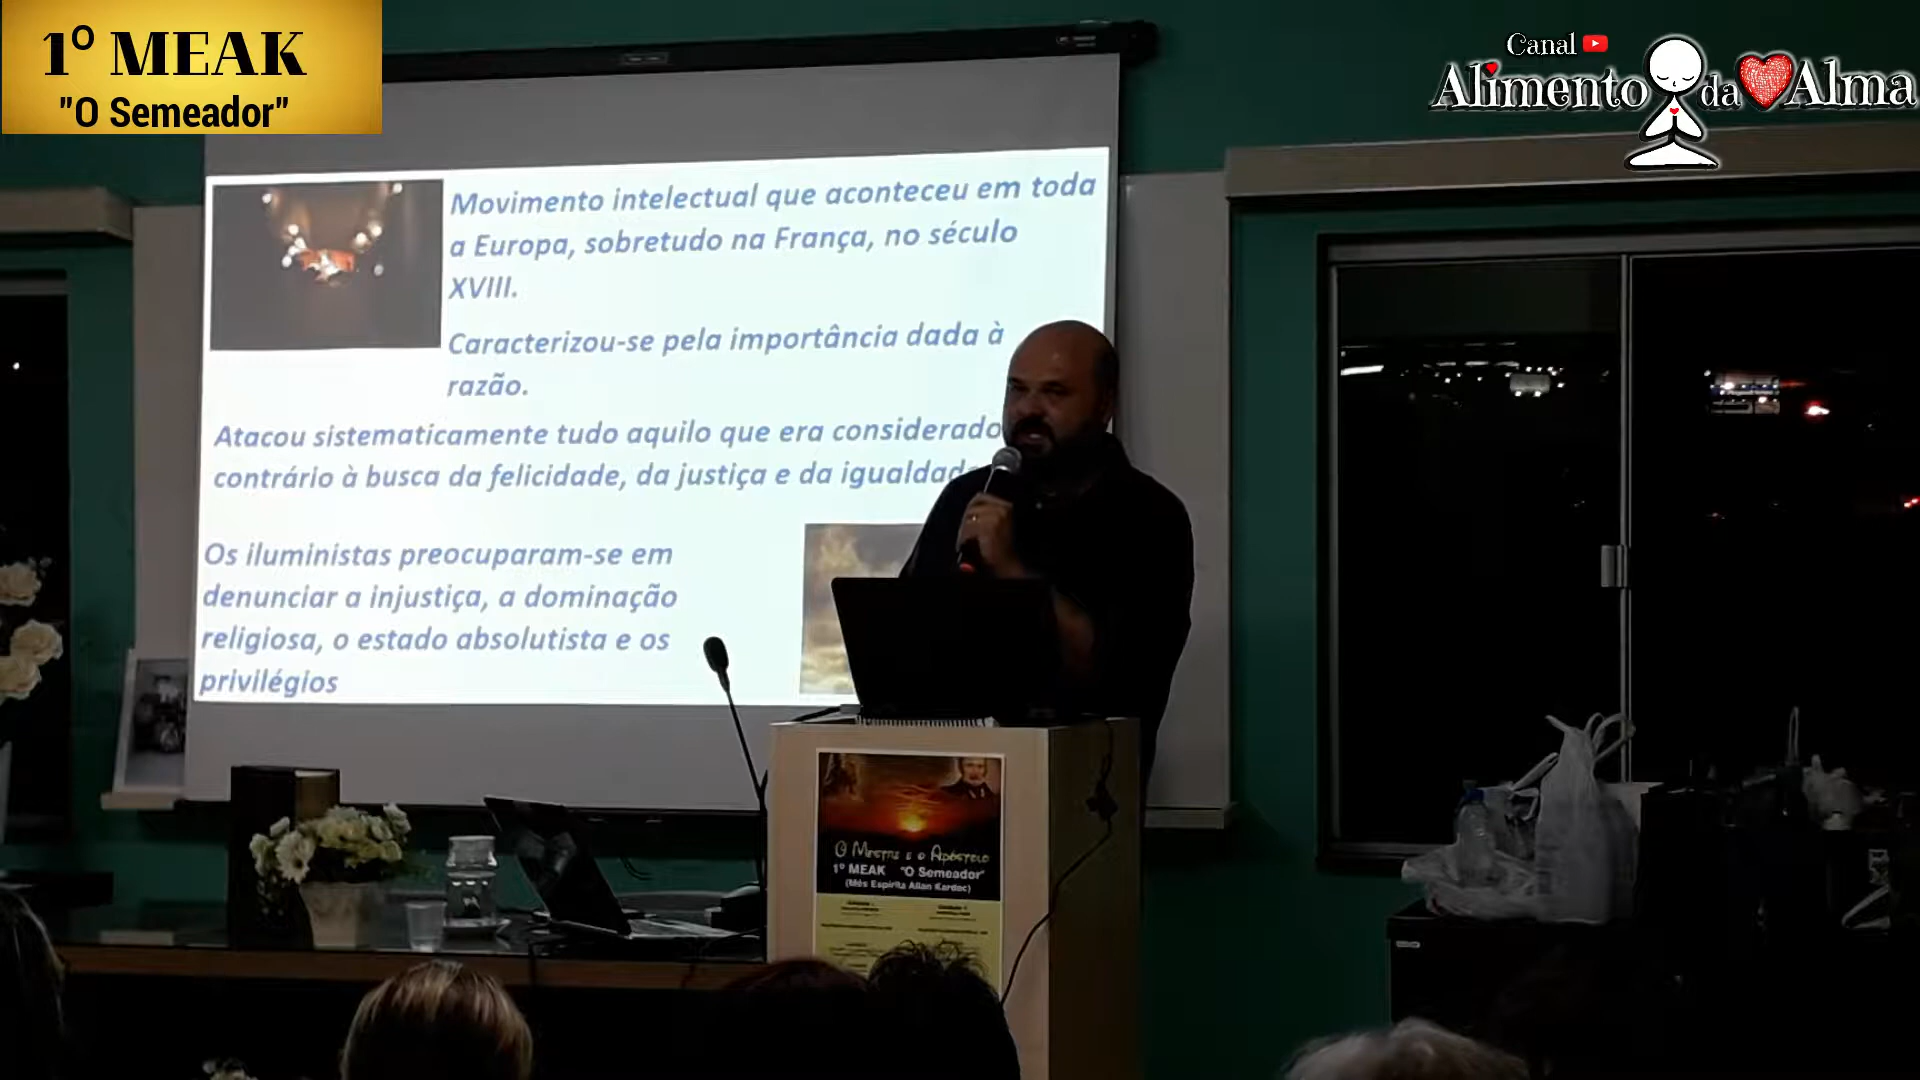 1º MEAK
"O Semeador"
Canal
Alimento da Alma
Movimento intelectual que aconteceu em toda
a Europa, sobretudo na França, no século
XVIII.
Caracterizou-se pela importância dada à
razão.
Atacou sistematicamente tudo aquilo que era considerado
contrário à busca da felicidade, da justiça e da igualdad
Os iluministas preocuparam-se em
denunciar a injustiça, a dominação
religiosa, o estado absolutista e os
privilégios
O Mestre e o Apóstolo
1º MEAK "O Semeador"
(Mês Espírita Allan Kardec)